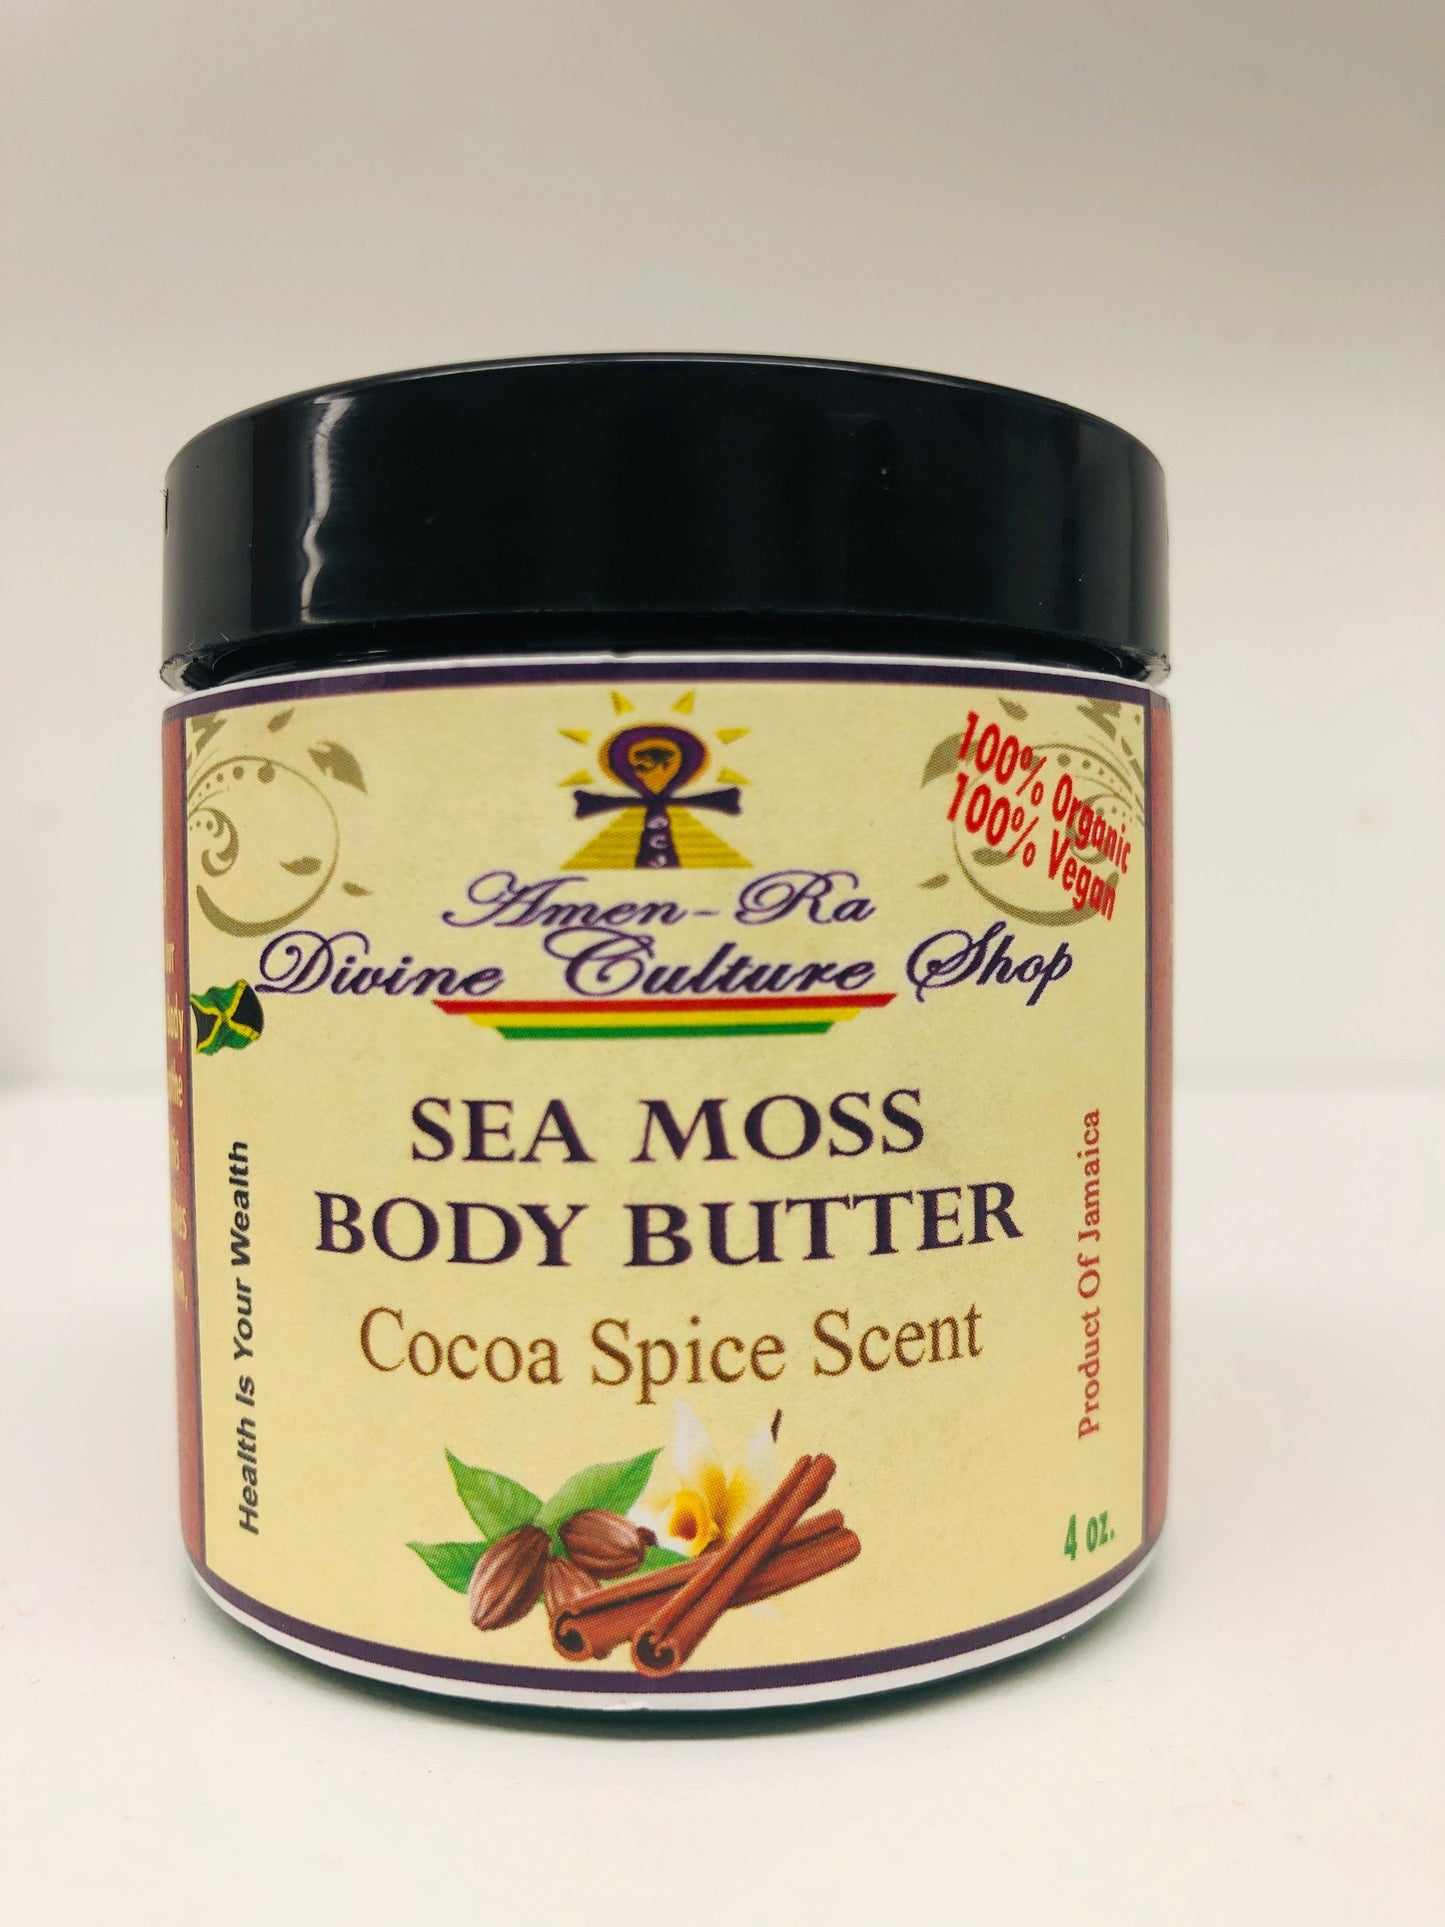 Amen-Ra
Divine Culture Shop
100% Organic
100% Vegan
SEA MOSS
BODY BUTTER
Cocoa Spice Scent
Health Is Your Wealth
Product Of Jamaica
4 oz.